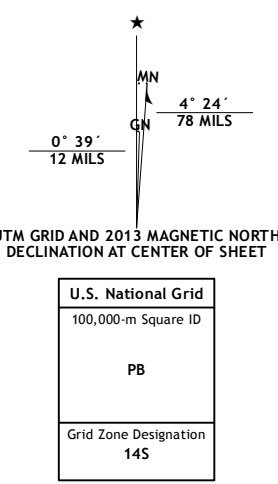 ★
MN
GN
4° 24´
78 MILS
0° 39´
12 MILS
UTM GRID AND 2013 MAGNETIC NORTH
DECLINATION AT CENTER OF SHEET
U.S. National Grid
100,000-m Square ID
PB
Grid Zone Designation
14S